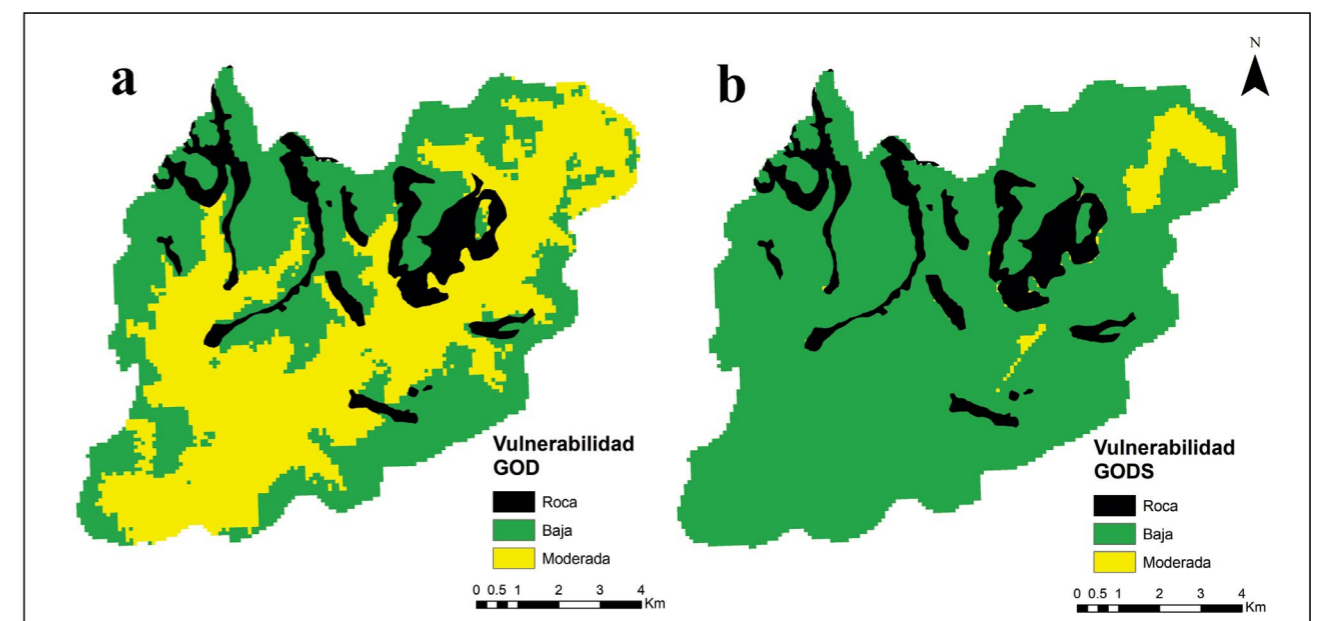 a
b
N
Vulnerabilidad
GOD
Roca
Baja
Moderada
0 0.5 1 2 3 4
Km
Vulnerabilidad
GODS
Roca
Baja
Moderada
0 0.5 1 2 3 4
Km